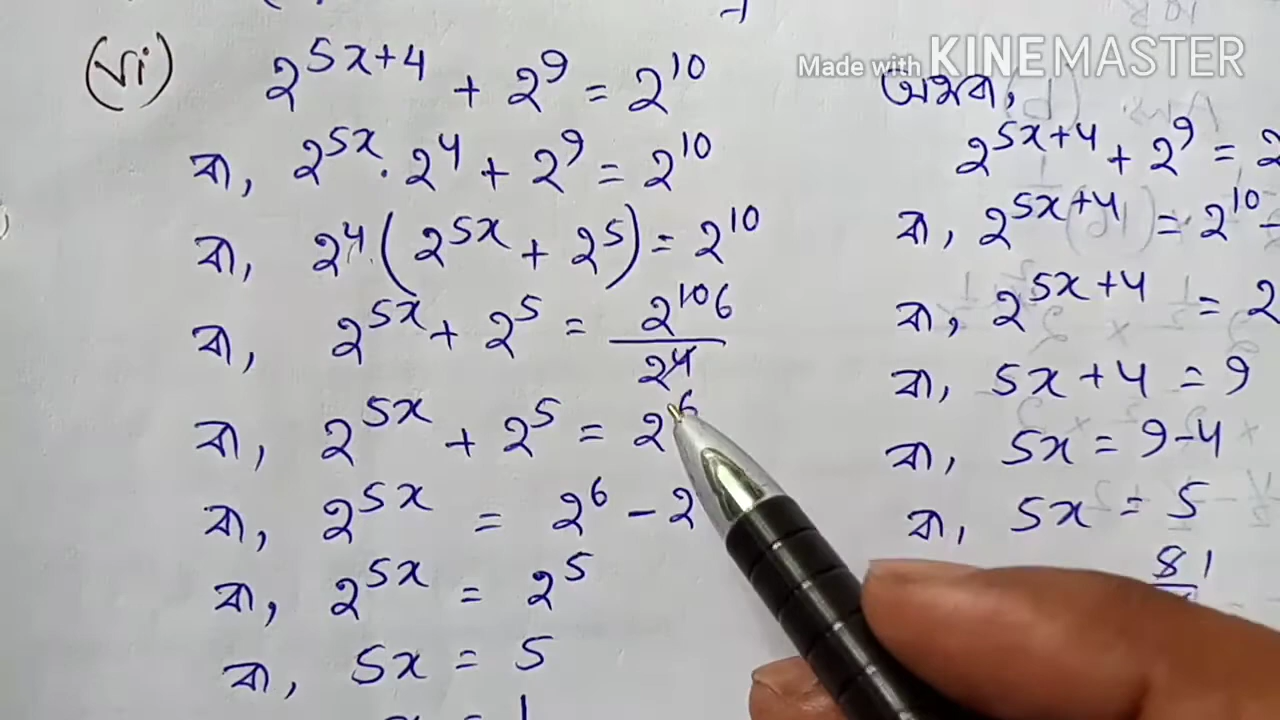 Made with KINEMASTER
(vi) 2^{5x+4} + 2^9 = 2^{10}
বা, 2^{5x} . 2^4 + 2^9 = 2^{10}
বা, 2^4 (2^{5x} + 2^5) = 2^{10}
বা, 2^{5x} + 2^5 = 2^{10 6} / 2^4
বা, 2^{5x} + 2^5 = 2^6
বা, 2^{5x} = 2^6 - 2
বা, 2^{5x} = 2^5
বা, 5x = 5
অথবা,
2^{5x+4} + 2^9 = 2
বা, 2^{5x+4} = 2^{10} -
বা, 2^{5x+4} = 2
বা, 5x + 4 = 9
বা, 5x = 9 - 4
বা, 5x = 5